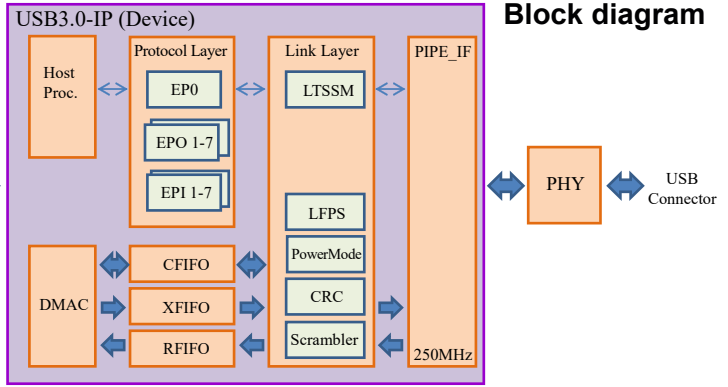 USB3.0-IP (Device)
Block diagram
Host
Proc.
Protocol Layer
EP0
EPO 1-7
EPI 1-7
Link Layer
LTSSM
LFPS
PowerMode
CRC
Scrambler
PIPE_IF
250MHz
DMAC
CFIFO
XFIFO
RFIFO
PHY
USB
Connector